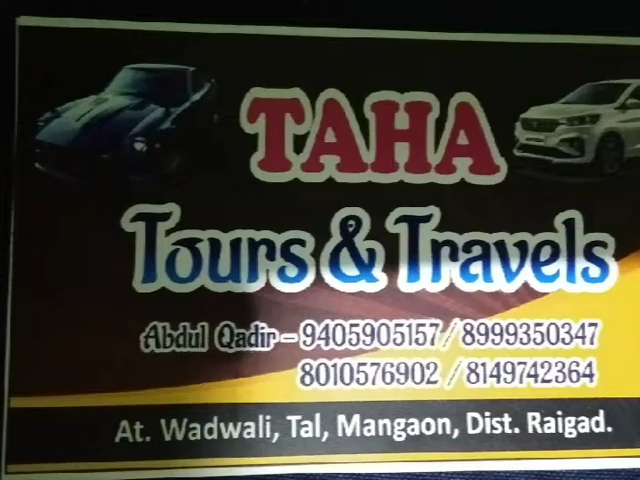 TAHA
Tours & Travels
Abdul Qadir - 9405905157 / 8999350347
8010576902 / 8149742364
At. Wadwali, Tal, Mangaon, Dist. Raigad.